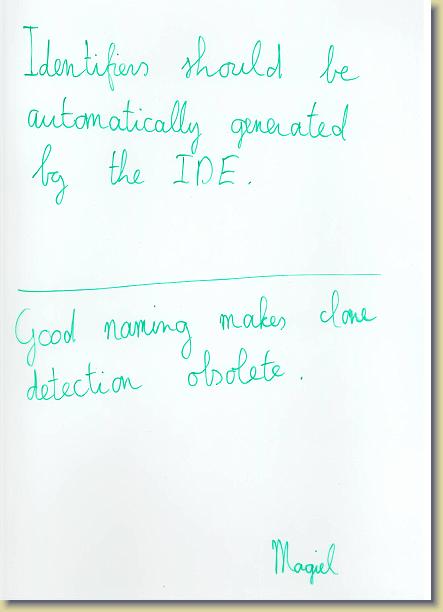 Identifiers should be
automatically generated
by the IDE.
Good naming makes clone
detection obsolete.
Magiel